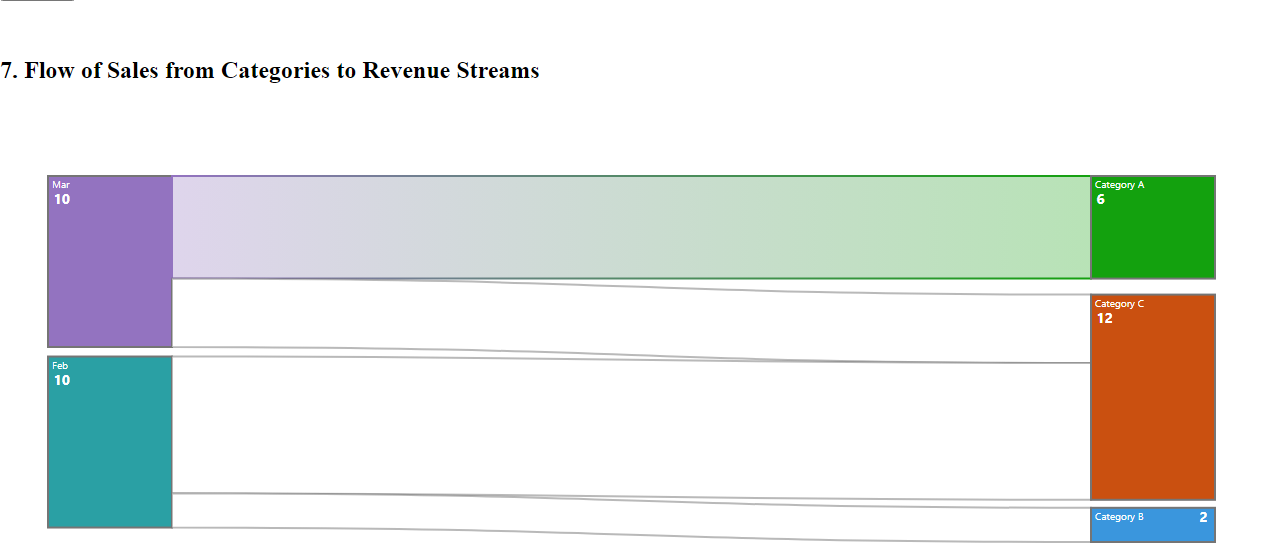 7. Flow of Sales from Categories to Revenue Streams
Mar
10
Category A
6
Category C
12
Feb
10
Category B 2